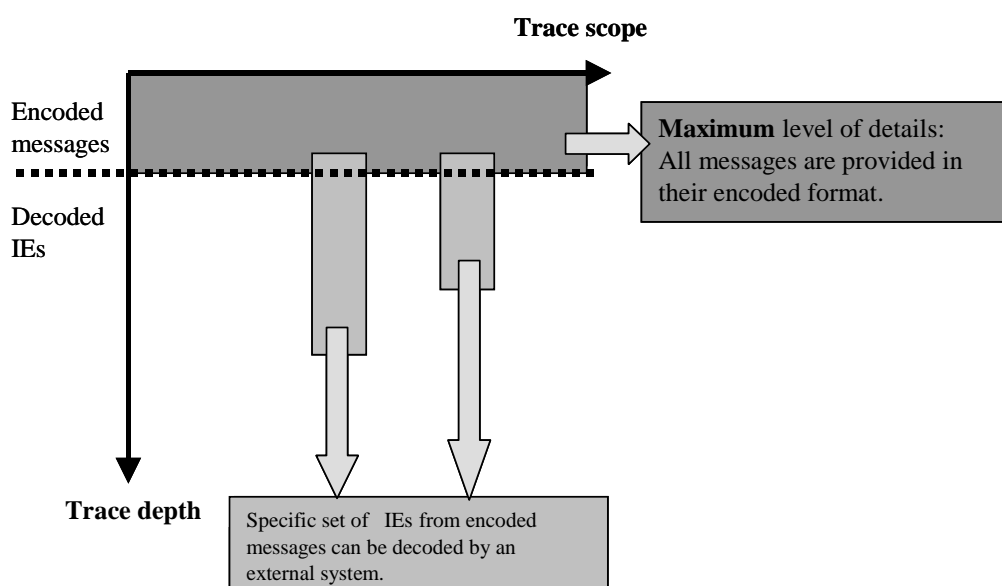 Trace scope
Encoded
messages
Maximum level of details:
All messages are provided in
their encoded format.
Decoded
IEs
Trace depth
Specific set of IEs from encoded
messages can be decoded by an
external system.